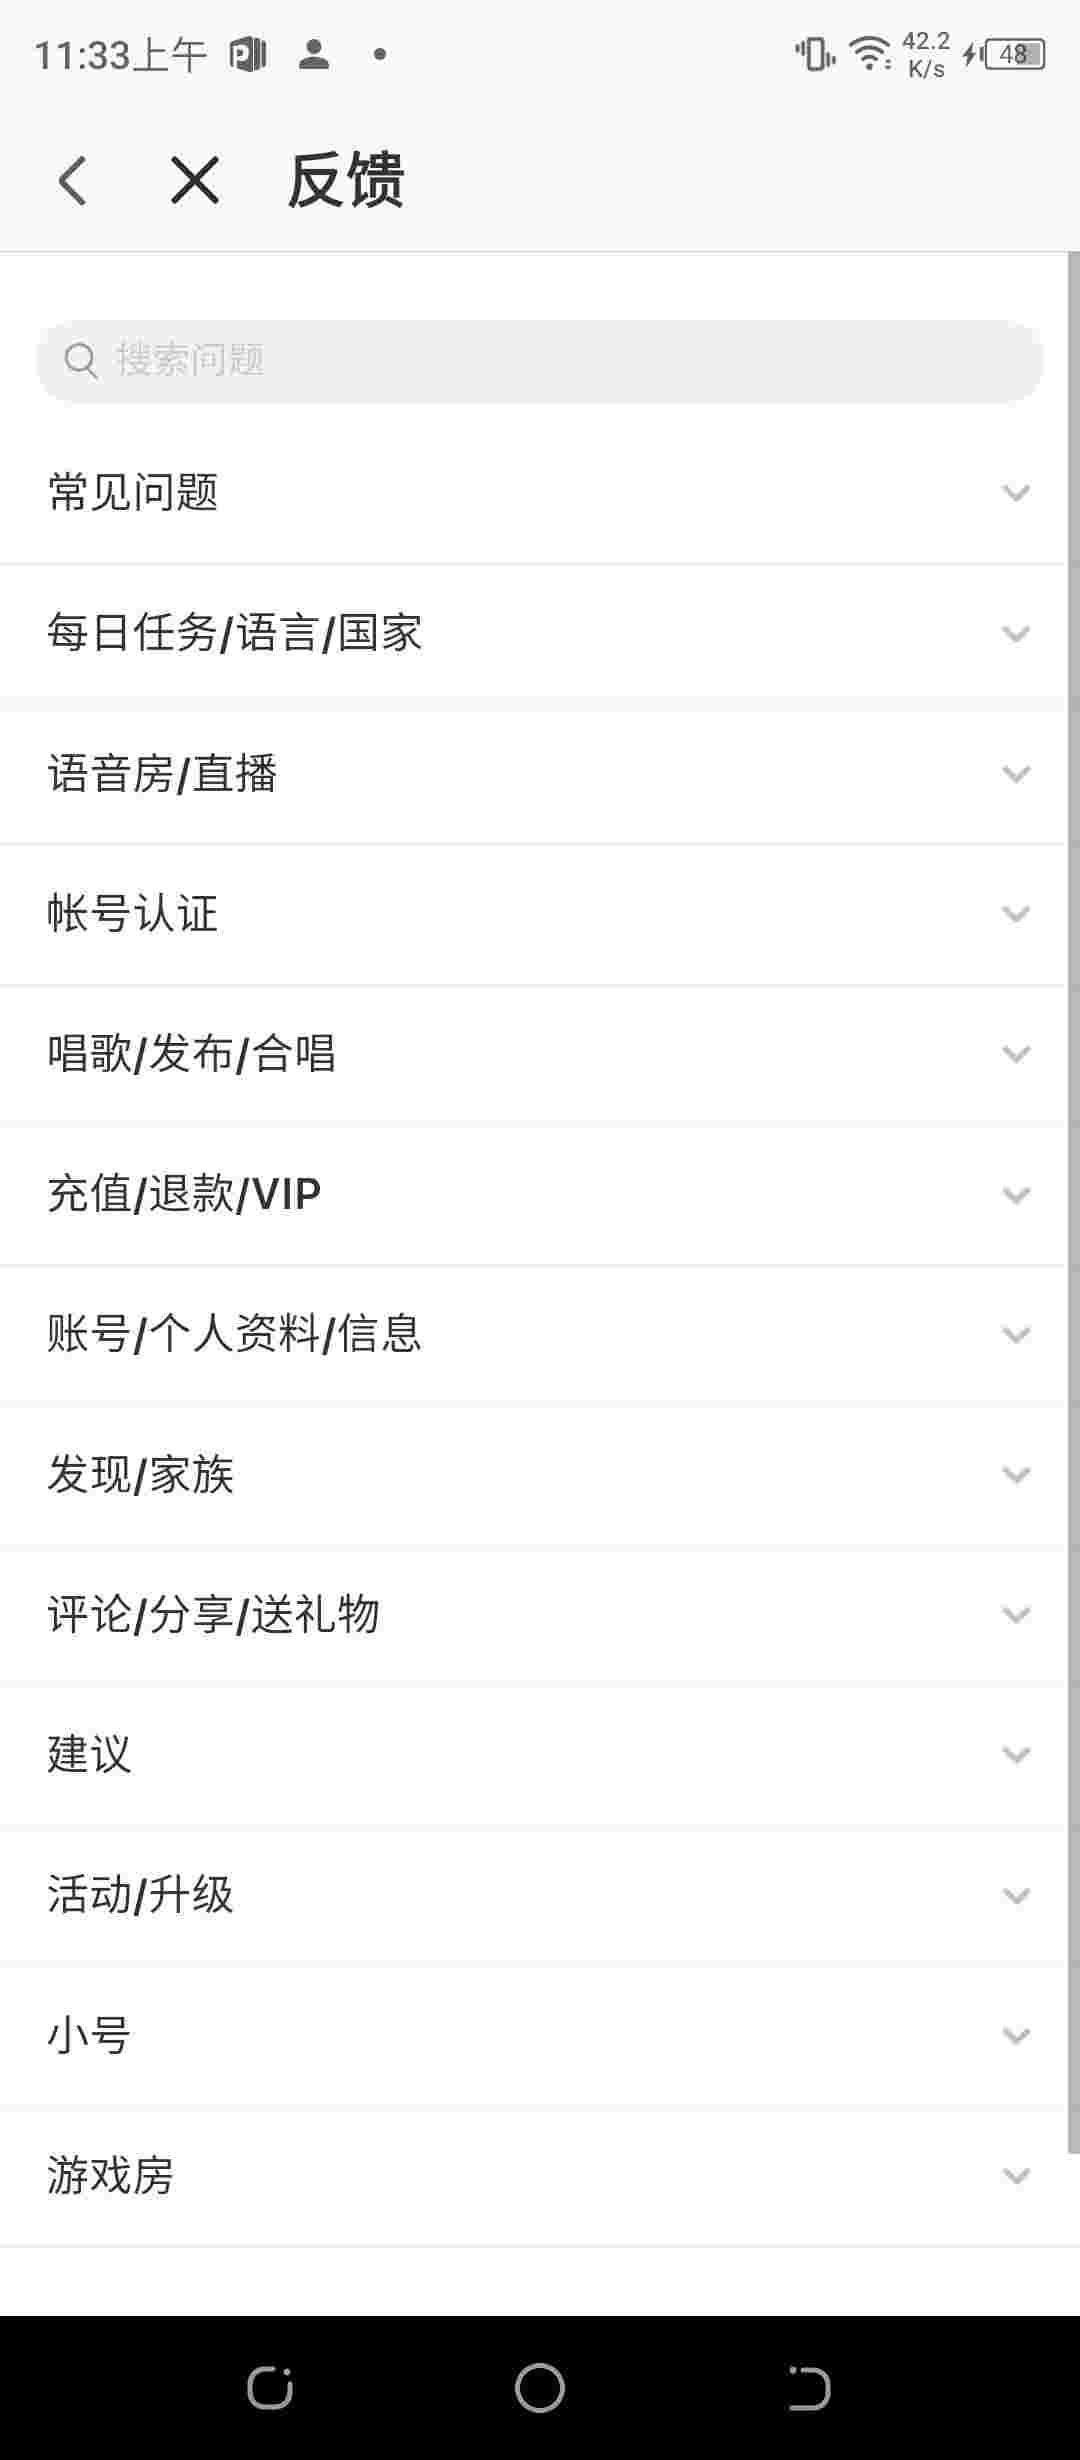 11:33上午
42.2
K/s
48
反馈
搜索问题
常见问题
每日任务/语言/国家
语音房/直播
帐号认证
唱歌/发布/合唱
充值/退款/VIP
账号/个人资料/信息
发现/家族
评论/分享/送礼物
建议
活动/升级
小号
游戏房